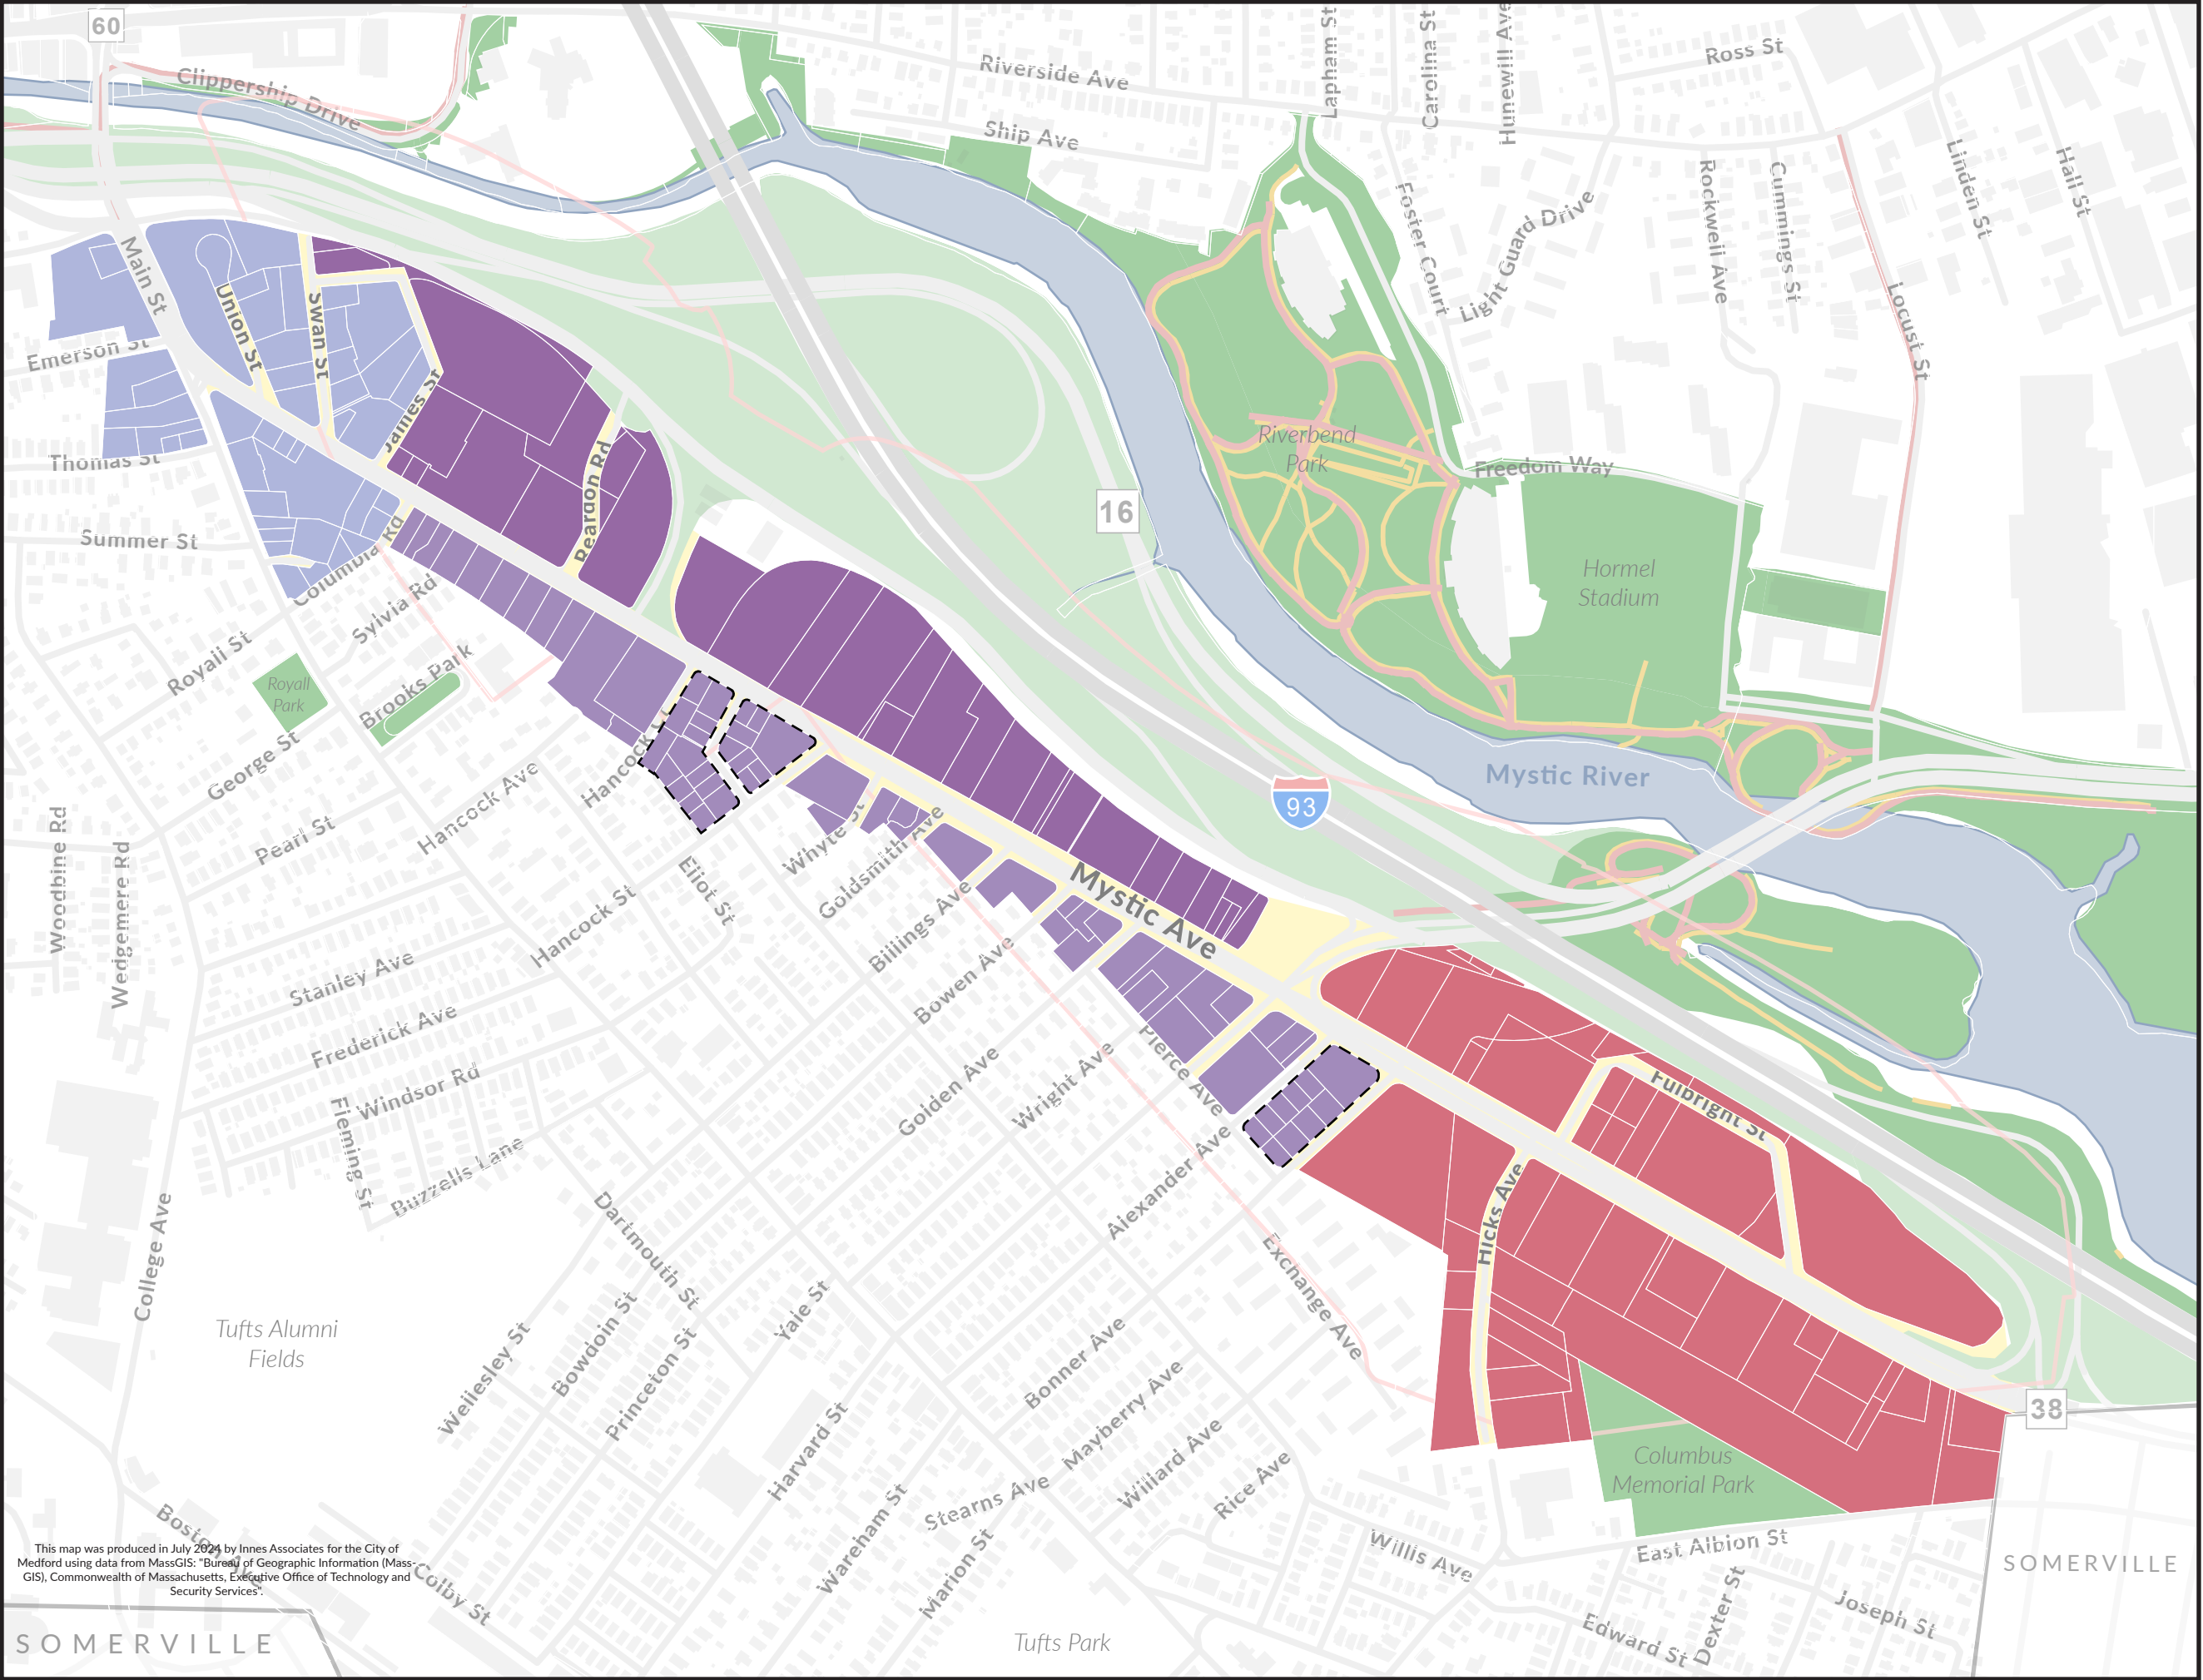 60
Clippership Drive
Riverside Ave
Ship Ave
Lapham St
Carolina St
Hunnewill Ave
Ross St
Linden St
Hall St
Rockwell Ave
Cummings St
Foster Court
Light Guard Drive
Locust St
Main St
Union St
Swan St
Emerson St
James St
Thomas St
Reardon Rd
Riverbend
Park
Freedom Way
16
Summer St
Columbia Rd
Sylvia Rd
Hormel
Stadium
Royall St
Royall
Park
Brooks Park
George St
Hancock
Hancock Ave
Mystic River
93
Woodbine Rd
Wedgemere Rd
Pearl St
Eliot St
Whyte St
Goldsmith Ave
Mystic Ave
Hancock St
Billings Ave
Bowen Ave
Stanley Ave
Frederick Ave
Windsor Rd
Fleming St
Buzzells Lane
Golden Ave
Wright Ave
Pierce Ave
Alexander Ave
Fulbright St
Hicks Ave
College Ave
Dartmouth St
Exchange Ave
Tufts Alumni
Fields
Wellesley St
Bowdoin St
Princeton St
Yale St
Bonner Ave
Mayberry Ave
Willard Ave
Rice Ave
Harvard St
Stearns Ave
Wareham St
Marion St
38
Columbus
Memorial Park
Willis Ave
East Albion St
SOMERVILLE
Boston Ave
This map was produced in July 2024 by Innes Associates for the City of
Medford using data from MassGIS: "Bureau of Geographic Information (Mass-
GIS), Commonwealth of Massachusetts, Executive Office of Technology and
Security Services".
Colby St
Edward St
Dexter St
Joseph St
SOMERVILLE
Tufts Park